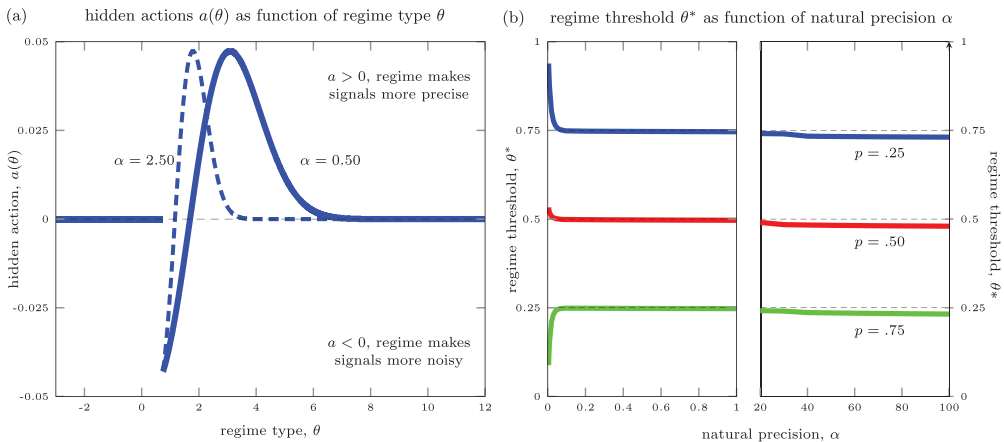 (a)
hidden actions a(θ) as function of regime type θ
0.05
0.025
0
-0.025
-0.05
hidden action, a(θ)
a > 0, regime makes
signals more precise
α = 2.50
α = 0.50
a < 0, regime makes
signals more noisy
-2
0
2
4
6
8
10
12
regime type, θ
(b)
regime threshold θ* as function of natural precision α
1
0.75
0.5
0.25
0
regime threshold, θ*
0
0.2
0.4
0.6
0.8
1
p = .25
p = .50
p = .75
20
40
60
80
100
1
0.75
0.5
0.25
0
regime threshold, θ*
natural precision, α